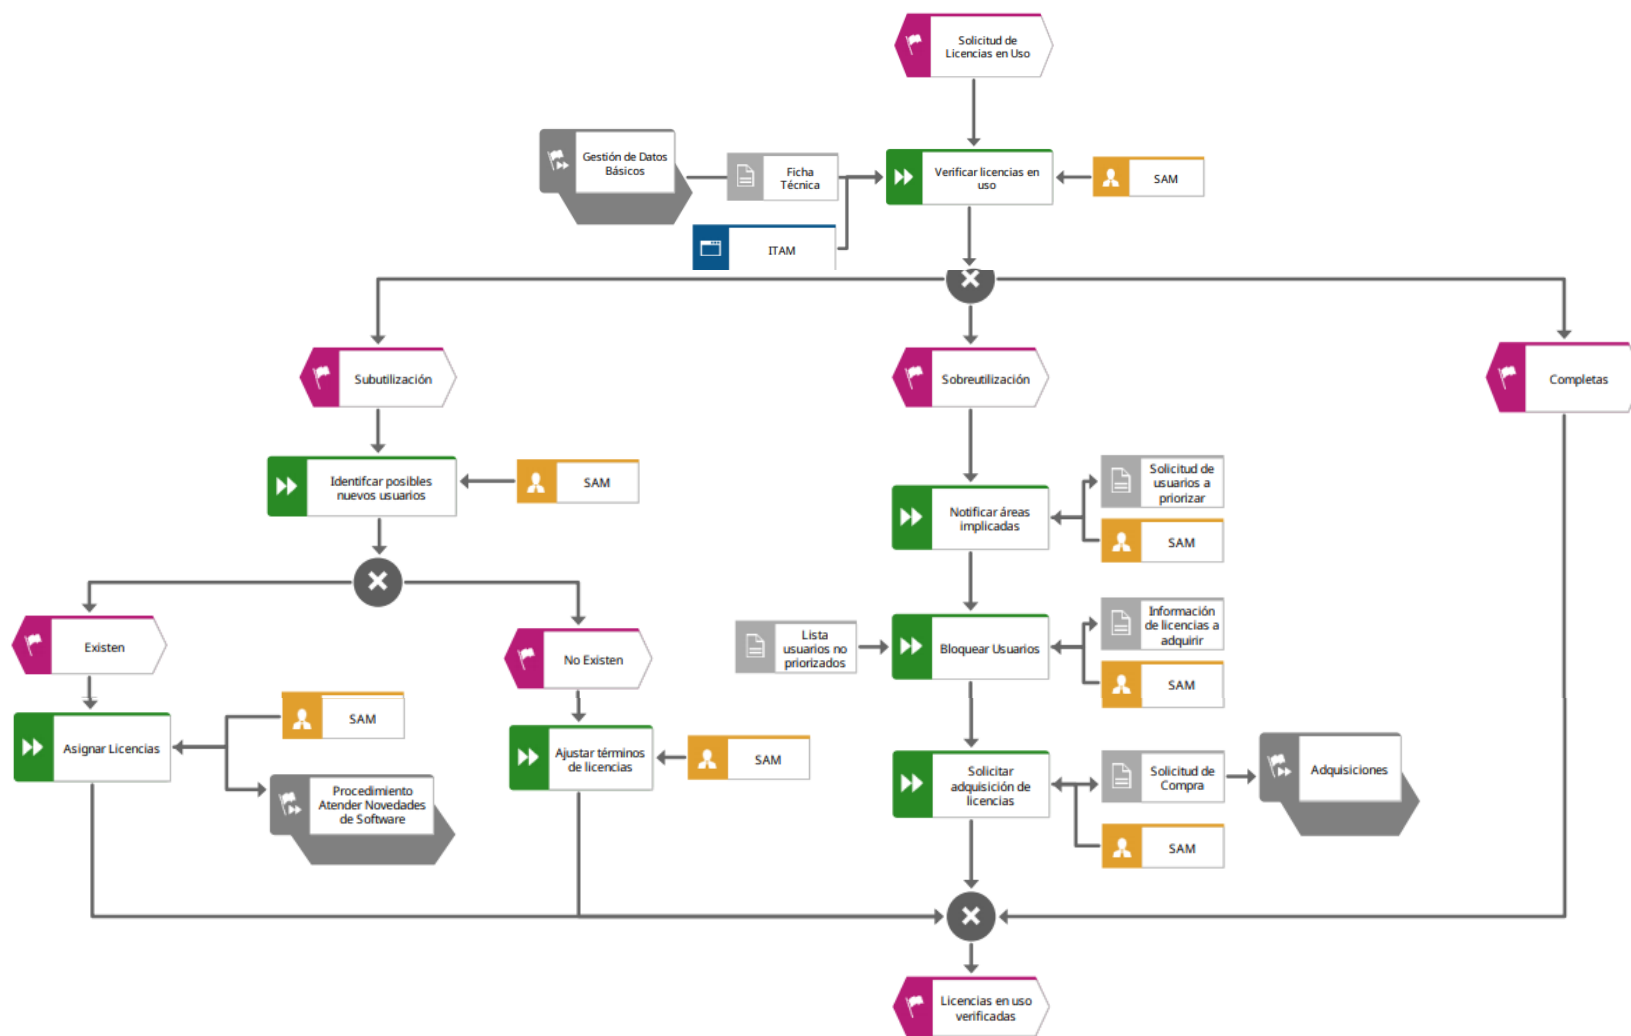 Solicitud de
Licencias en Uso
Gestión de Datos
Básicos
Ficha
Técnica
Verificar licencias en
uso
SAM
ITAM
Subutilización
Sobreutilización
Completas
Identifcar posibles
nuevos usuarios
SAM
Solicitud de
usuarios a
priorizar
Notificar áreas
implicadas
SAM
Existen
No Existen
Lista
usuarios no
priorizados
Bloquear Usuarios
Información
de licencias a
adquirir
SAM
SAM
Asignar Licencias
Procedimiento
Atender Novedades
de Software
Ajustar términos
de licencias
SAM
Solicitar
adquisición de
licencias
Solicitud de
Compra
Adquisiciones
SAM
Licencias en uso
verificadas